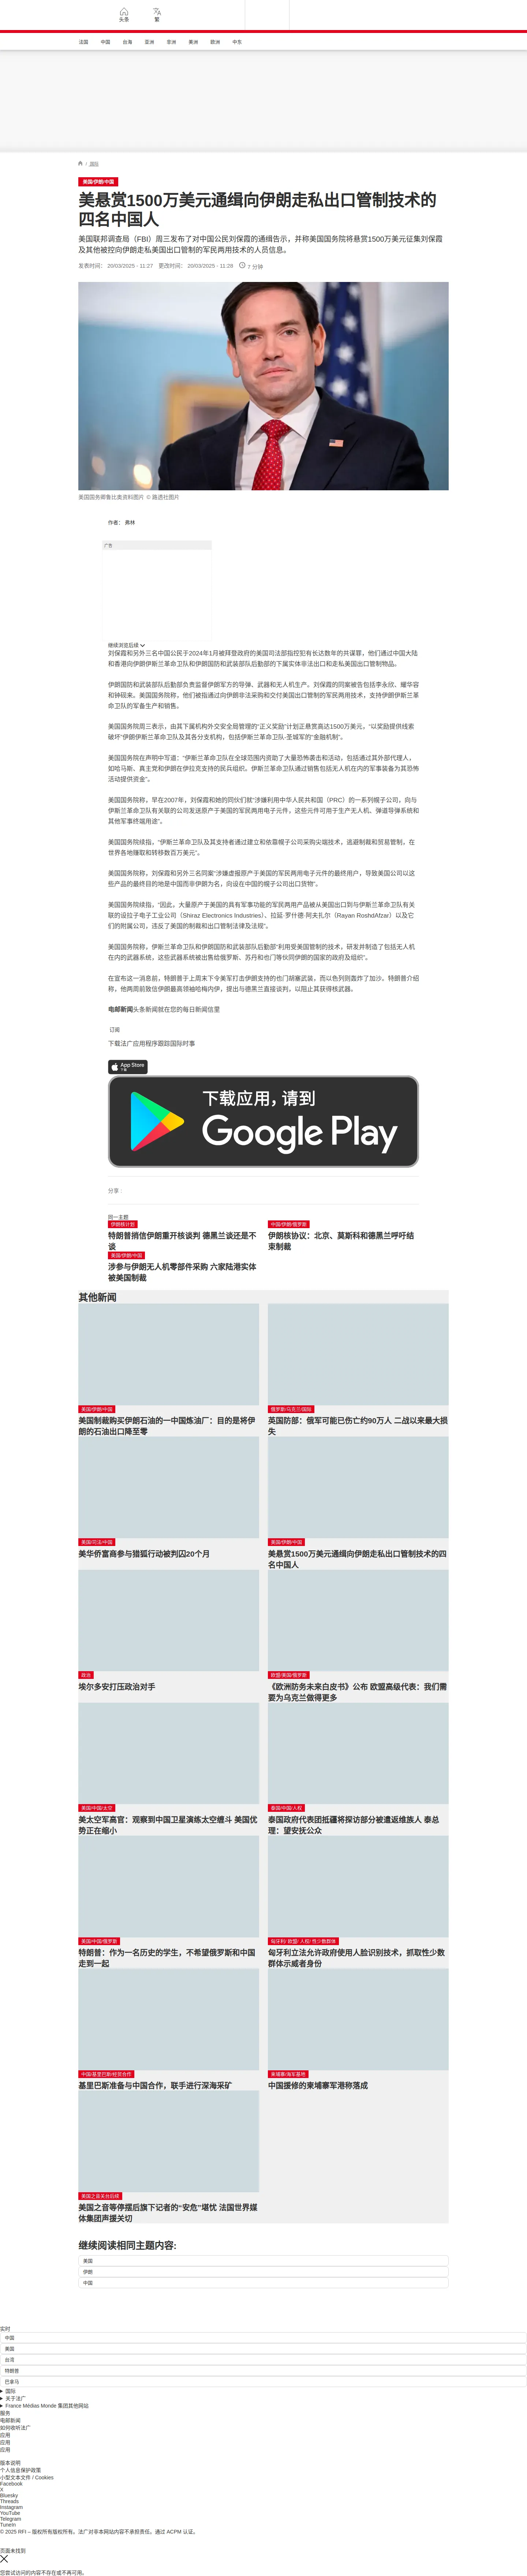 头条
繁
法国
中国
台海
亚洲
非洲
美洲
欧洲
中东
/ 国际
美国/伊朗/中国
美悬赏1500万美元通缉向伊朗走私出口管制技术的
四名中国人
美国联邦调查局（FBI）周三发布了对中国公民刘保霞的通缉告示，并称美国国务院将悬赏1500万美元征集刘保霞
及其他被控向伊朗走私美国出口管制的军民两用技术的人员信息。
发表时间： 20/03/2025 - 11:27 更改时间： 20/03/2025 - 11:29 7 分钟
美国国务卿鲁比奥资料图片 © 路透社图片
作者： 弗林
广告
继续浏览后续
刘保霞和另外三名中国公民于2024年1月被拜登政府的美国司法部指控犯有长达数年的共谋罪，他们通过中国大陆
和香港向伊朗伊斯兰革命卫队和伊朗国防和武装部队后勤部的下属实体非法出口和走私美国出口管制物品。
伊朗国防和武装部队后勤部负责监督伊朗军方的导弹、武器和无人机生产。刘保霞的同案被告包括李永欣、耀华容
和钟砚来。美国国务院称，他们被指通过向伊朗非法采购和交付美国出口管制的军民两用技术，支持伊朗伊斯兰革
命卫队的军备生产和销售。
美国国务院周三表示，由其下属机构外交安全局管理的“正义奖励”计划正悬赏高达1500万美元，“以奖励提供线索
破坏”伊朗伊斯兰革命卫队及其各分支机构，包括伊斯兰革命卫队-圣城军的“金融机制”。
美国国务院在声明中写道：“伊斯兰革命卫队在全球范围内资助了大量恐怖袭击和活动，包括通过其外部代理人，
如哈马斯、真主党和伊朗在伊拉克支持的民兵组织。伊斯兰革命卫队通过销售包括无人机在内的军事装备为其恐怖
活动提供资金”。
美国国务院称，早在2007年，刘保霞和她的同伙们就“涉嫌利用中华人民共和国（PRC）的一系列幌子公司，向与
伊斯兰革命卫队有关联的公司发送原产于美国的军民两用电子元件，这些元件可用于生产无人机、弹道导弹系统和
其他军事终端用途”。
美国国务院续指，“伊斯兰革命卫队及其支持者通过建立和依靠幌子公司采购尖端技术，逃避制裁和贸易管制，在
世界各地赚取和转移数百万美元”。
美国国务院称，刘保霞和另外三名同案“涉嫌虚报原产于美国的军民两用电子元件的最终用户，导致美国公司以这
些产品的最终目的地是中国而非伊朗为名，向设在中国的幌子公司出口货物”。
美国国务院续指，“因此，大量原产于美国的具有军事功能的军民两用产品被从美国出口到与伊斯兰革命卫队有关
联的设拉子电子工业公司（Shiraz Electronics Industries）、拉延·罗什德·阿夫扎尔（Rayan RoshdAfzar）以及它
们的附属公司，违反了美国的制裁和出口管制法律及法规”。
美国国务院称，伊斯兰革命卫队和伊朗国防和武装部队后勤部“利用受美国管制的技术，研发并制造了包括无人机
在内的武器系统，这些武器系统被出售给俄罗斯、苏丹和也门等伙同伊朗的国家的政府及组织”。
在宣布这一消息前，特朗普于上周末下令美军打击伊朗支持的也门胡塞武装，而以色列则轰炸了加沙。特朗普介绍
称，他两周前致信伊朗最高领袖哈梅内伊，提出与德黑兰直接谈判，以阻止其获得核武器。
电邮新闻头条新闻就在您的每日新闻信里
订阅
下载法广应用程序跟踪国际时事
App Store
下载应用，请到
Google Play
分享 :
同一主题
伊朗核计划
特朗普捎信伊朗重开核谈判 德黑兰谈还是不
谈
中国/伊朗/俄罗斯
伊朗核协议：北京、莫斯科和德黑兰呼吁结
束制裁
美国/伊朗/中国
涉参与伊朗无人机零部件采购 六家陆港实体
被美国制裁
其他新闻
美国/伊朗/中国
美国制裁购买伊朗石油的一中国炼油厂：目的是将伊
朗的石油出口降至零
俄罗斯/乌克兰/国际
英国防部：俄军可能已伤亡约90万人 二战以来最大损
失
美国/司法/中国
美华侨富商参与猎狐行动被判囚20个月
美国/伊朗/中国
美悬赏1500万美元通缉向伊朗走私出口管制技术的四
名中国人
政治
埃尔多安打压政治对手
欧盟/美国/俄罗斯
《欧洲防务未来白皮书》公布 欧盟高级代表：我们需
要为乌克兰做得更多
美国/中国/太空
美太空军高官：观察到中国卫星演练太空缠斗 美国优
势正在缩小
泰国/中国/人权
泰国政府代表团抵疆将探访部分被遣返维族人 泰总
理：望安抚公众
美国/中国/俄罗斯
特朗普：作为一名历史的学生，不希望俄罗斯和中国
走到一起
匈牙利/ 欧盟/ 人权/ 性少数群体
匈牙利立法允许政府使用人脸识别技术，抓取性少数
群体示威者身份
中国/基里巴斯/经贸合作
基里巴斯准备与中国合作，联手进行深海采矿
柬埔寨/海军基地
中国援修的柬埔寨军港称落成
美国之音关台后续
美国之音等停摆后旗下记者的“安危”堪忧 法国世界媒
体集团声援关切
继续阅读相同主题内容:
美国
伊朗
中国
实时
中国
美国
台湾
特朗普
巴拿马
国际
关于法广
France Médias Monde 集团其他网站
服务
电邮新闻
如何收听法广
应用
应用
应用
版本说明
个人信息保护政策
小型文本文件 / Cookies
Facebook
X
Bluesky
Threads
Instagram
YouTube
Telegram
TuneIn
© 2025 RFI – 版权所有版权所有。法广对非本网站内容不承担责任。通过 ACPM 认证。
页面未找到
您尝试访问的内容不存在或不再可用。